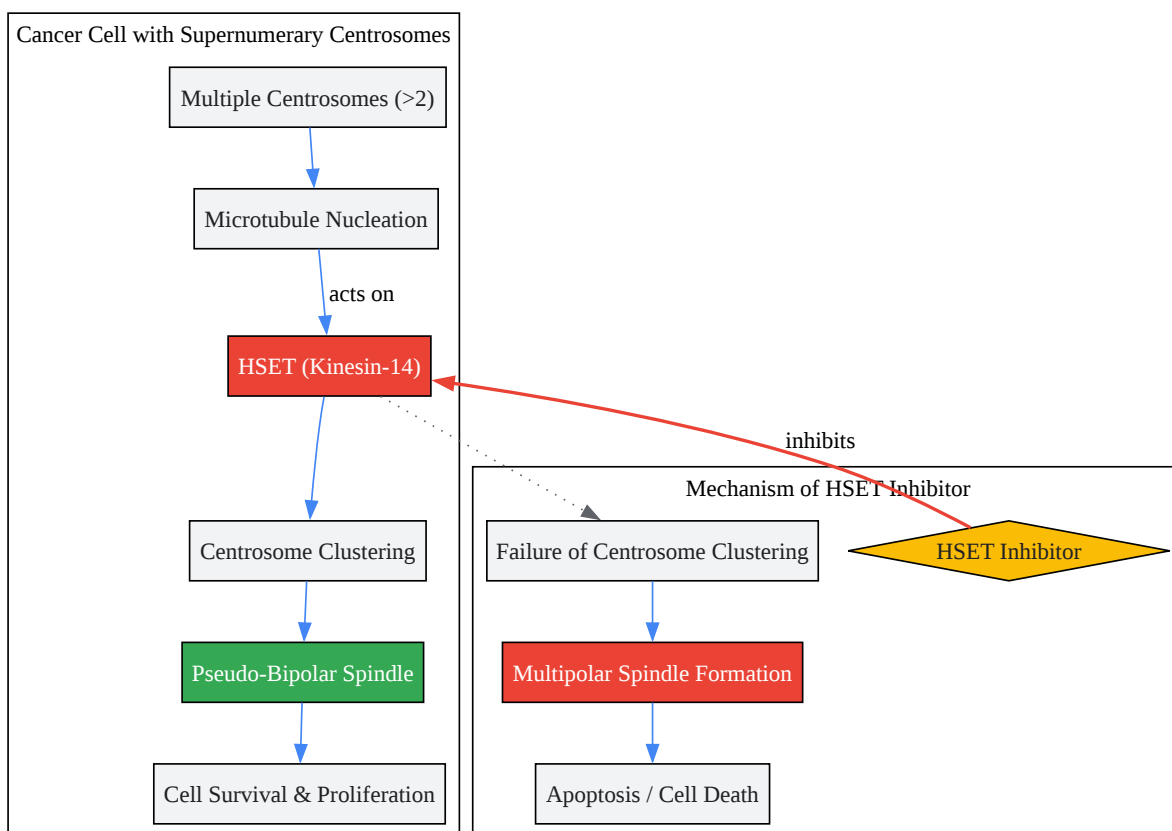 Cancer Cell with Supernumerary Centrosomes
Multiple Centrosomes (>2)
Microtubule Nucleation
acts on
HSET (Kinesin-14)
inhibits
Mechanism of HSET Inhibitor
Centrosome Clustering
Failure of Centrosome Clustering
HSET Inhibitor
Pseudo-Bipolar Spindle
Multipolar Spindle Formation
Cell Survival & Proliferation
Apoptosis / Cell Death